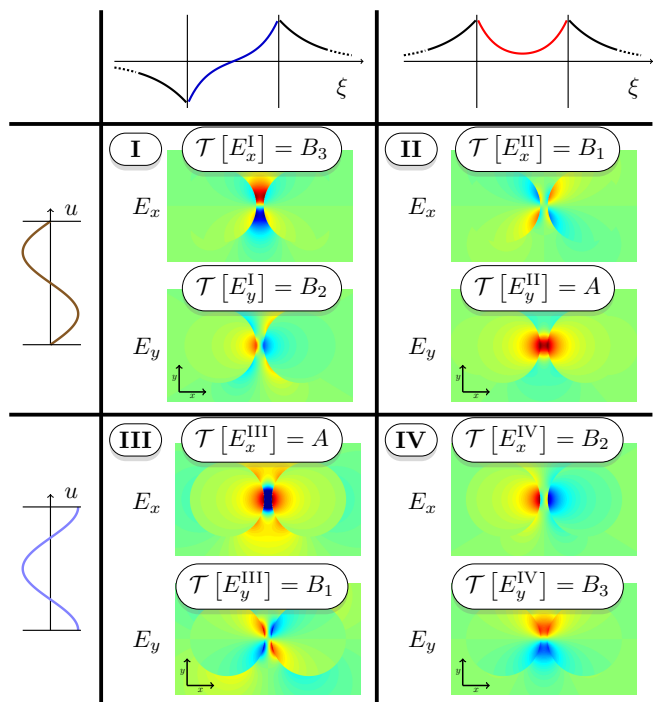 ξ ξ
I 𝒯 [E_x^I] = B_3 II 𝒯 [E_x^II] = B_1
u E_x E_x
𝒯 [E_y^I] = B_2 𝒯 [E_y^II] = A
E_y E_y
y x y x
III 𝒯 [E_x^III] = A IV 𝒯 [E_x^IV] = B_2
u E_x E_x
𝒯 [E_y^III] = B_1 𝒯 [E_y^IV] = B_3
E_y E_y
y x y x